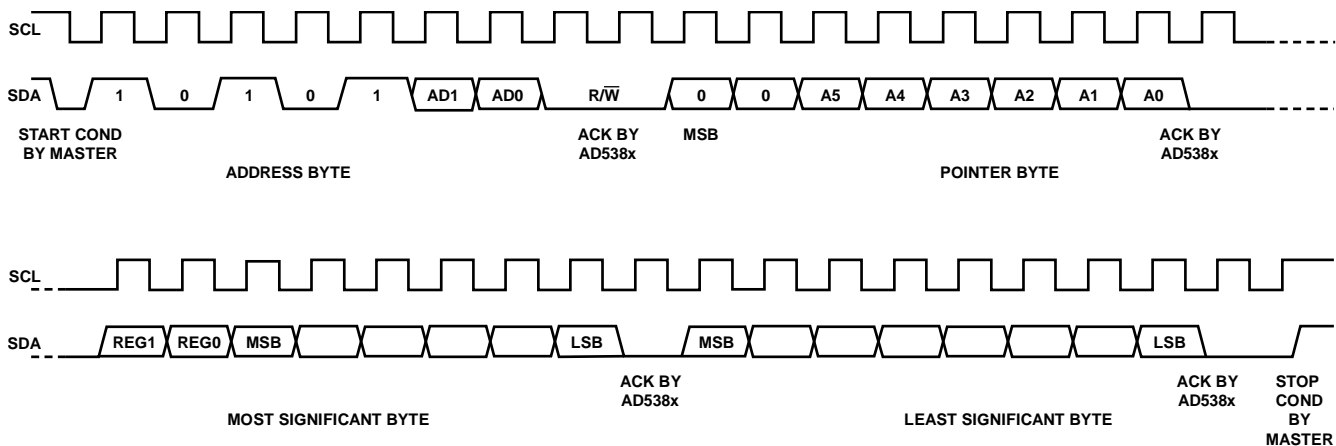 SCL
SDA 1 0 1 0 1 AD1 AD0 R/W̅ 0 0 A5 A4 A3 A2 A1 A0
START COND
BY MASTER
ACK BY
AD538x
MSB
ACK BY
AD538x
ADDRESS BYTE
POINTER BYTE
SCL
SDA REG1 REG0 MSB LSB MSB LSB
ACK BY
AD538x
ACK BY
AD538x
STOP
COND
BY
MASTER
MOST SIGNIFICANT BYTE
LEAST SIGNIFICANT BYTE